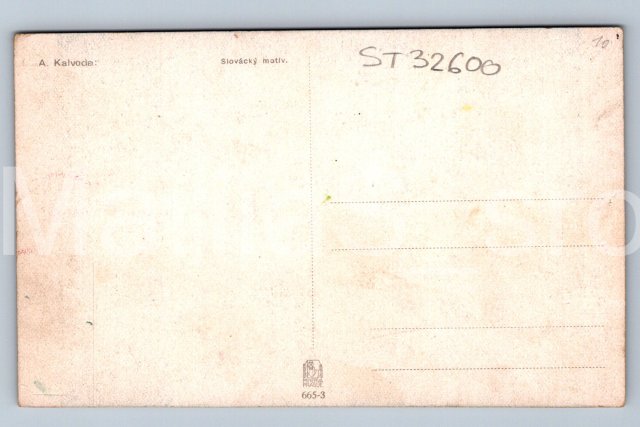 A. Kalvoda:
Slovácký motiv.
ST32600
10
665-3